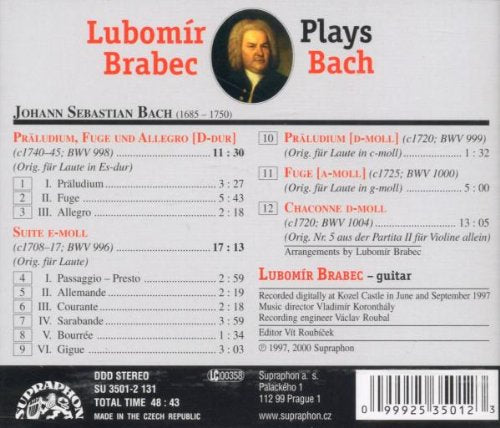 Lubomír Plays
Brabec Bach
JOHANN SEBASTIAN BACH (1685 – 1750)
PRÄLUDIUM, FUGE UND ALLEGRO [D-DUR]
(c1740–45; BWV 998) 11 : 30
(Orig. für Laute in Es-dur)
1 I. Präludium 3 : 27
2 II. Fuge 5 : 43
3 III. Allegro 2 : 18
SUITE E-MOLL
(c1708–17; BWV 996) 17 : 13
(Orig. für Laute)
4 I. Passaggio – Presto 2 : 59
5 II. Allemande 2 : 49
6 III. Courante 2 : 18
7 IV. Sarabande 3 : 59
8 V. Bourrée 1 : 34
9 VI. Gigue 3 : 03
10 PRÄLUDIUM [D-MOLL] (c1720; BWV 999)
(Orig. für Laute in c-moll) 1 : 32
11 FUGE [A-MOLL] (c1725; BWV 1000)
(Orig. für Laute in g-moll) 5 : 00
12 CHACONNE D-MOLL
(c1720; BWV 1004) 13 : 05
(Orig. Nr. 5 aus der Partita II für Violine allein)
Arrangements by Lubomír Brabec
LUBOMÍR BRABEC – guitar
Recorded digitally at Kozel Castle in June and September 1997
Music director Vladimír Koronthály
Recording engineer Václav Roubal
Editor Vít Roubíček
℗ 1997, 2000 Supraphon
SUPRAPHON
DDD STEREO
SU 3501-2 131
TOTAL TIME 48 : 43
MADE IN THE CZECH REPUBLIC
LC 00358
Supraphon a. s.
Palackého 1
112 99 Prague 1
www.supraphon.cz
0 99925 35012 3